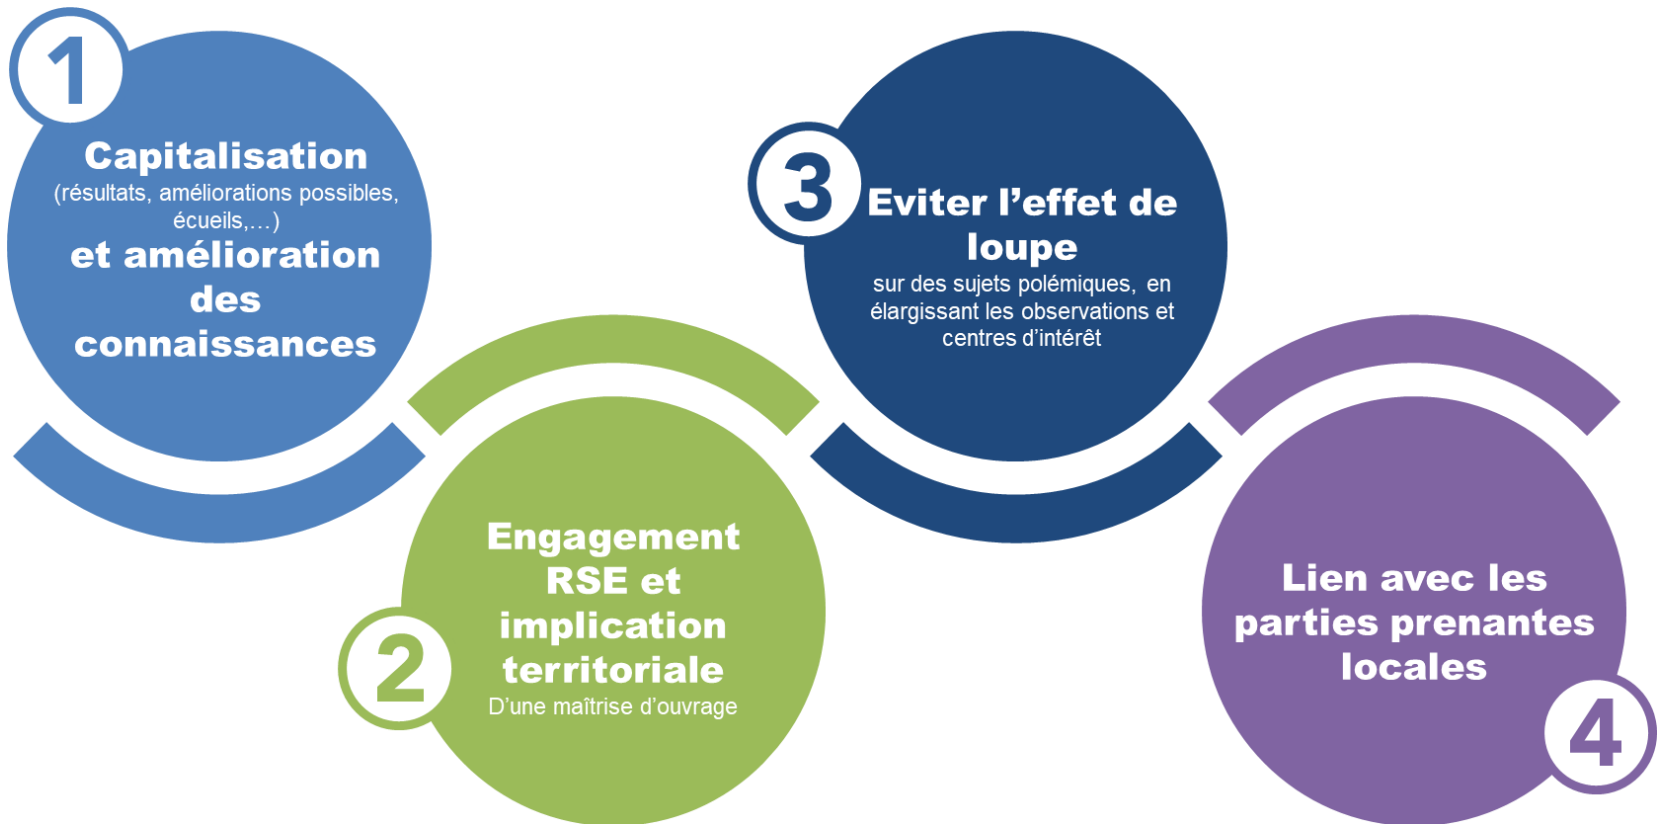 1
Capitalisation
(résultats, améliorations possibles,
écueils,…)
et amélioration
des
connaissances
2
Engagement
RSE et
implication
territoriale
D’une maîtrise d’ouvrage
3
Eviter l’effet de
loupe
sur des sujets polémiques, en
élargissant les observations et
centres d’intérêt
Lien avec les
parties prenantes
locales
4